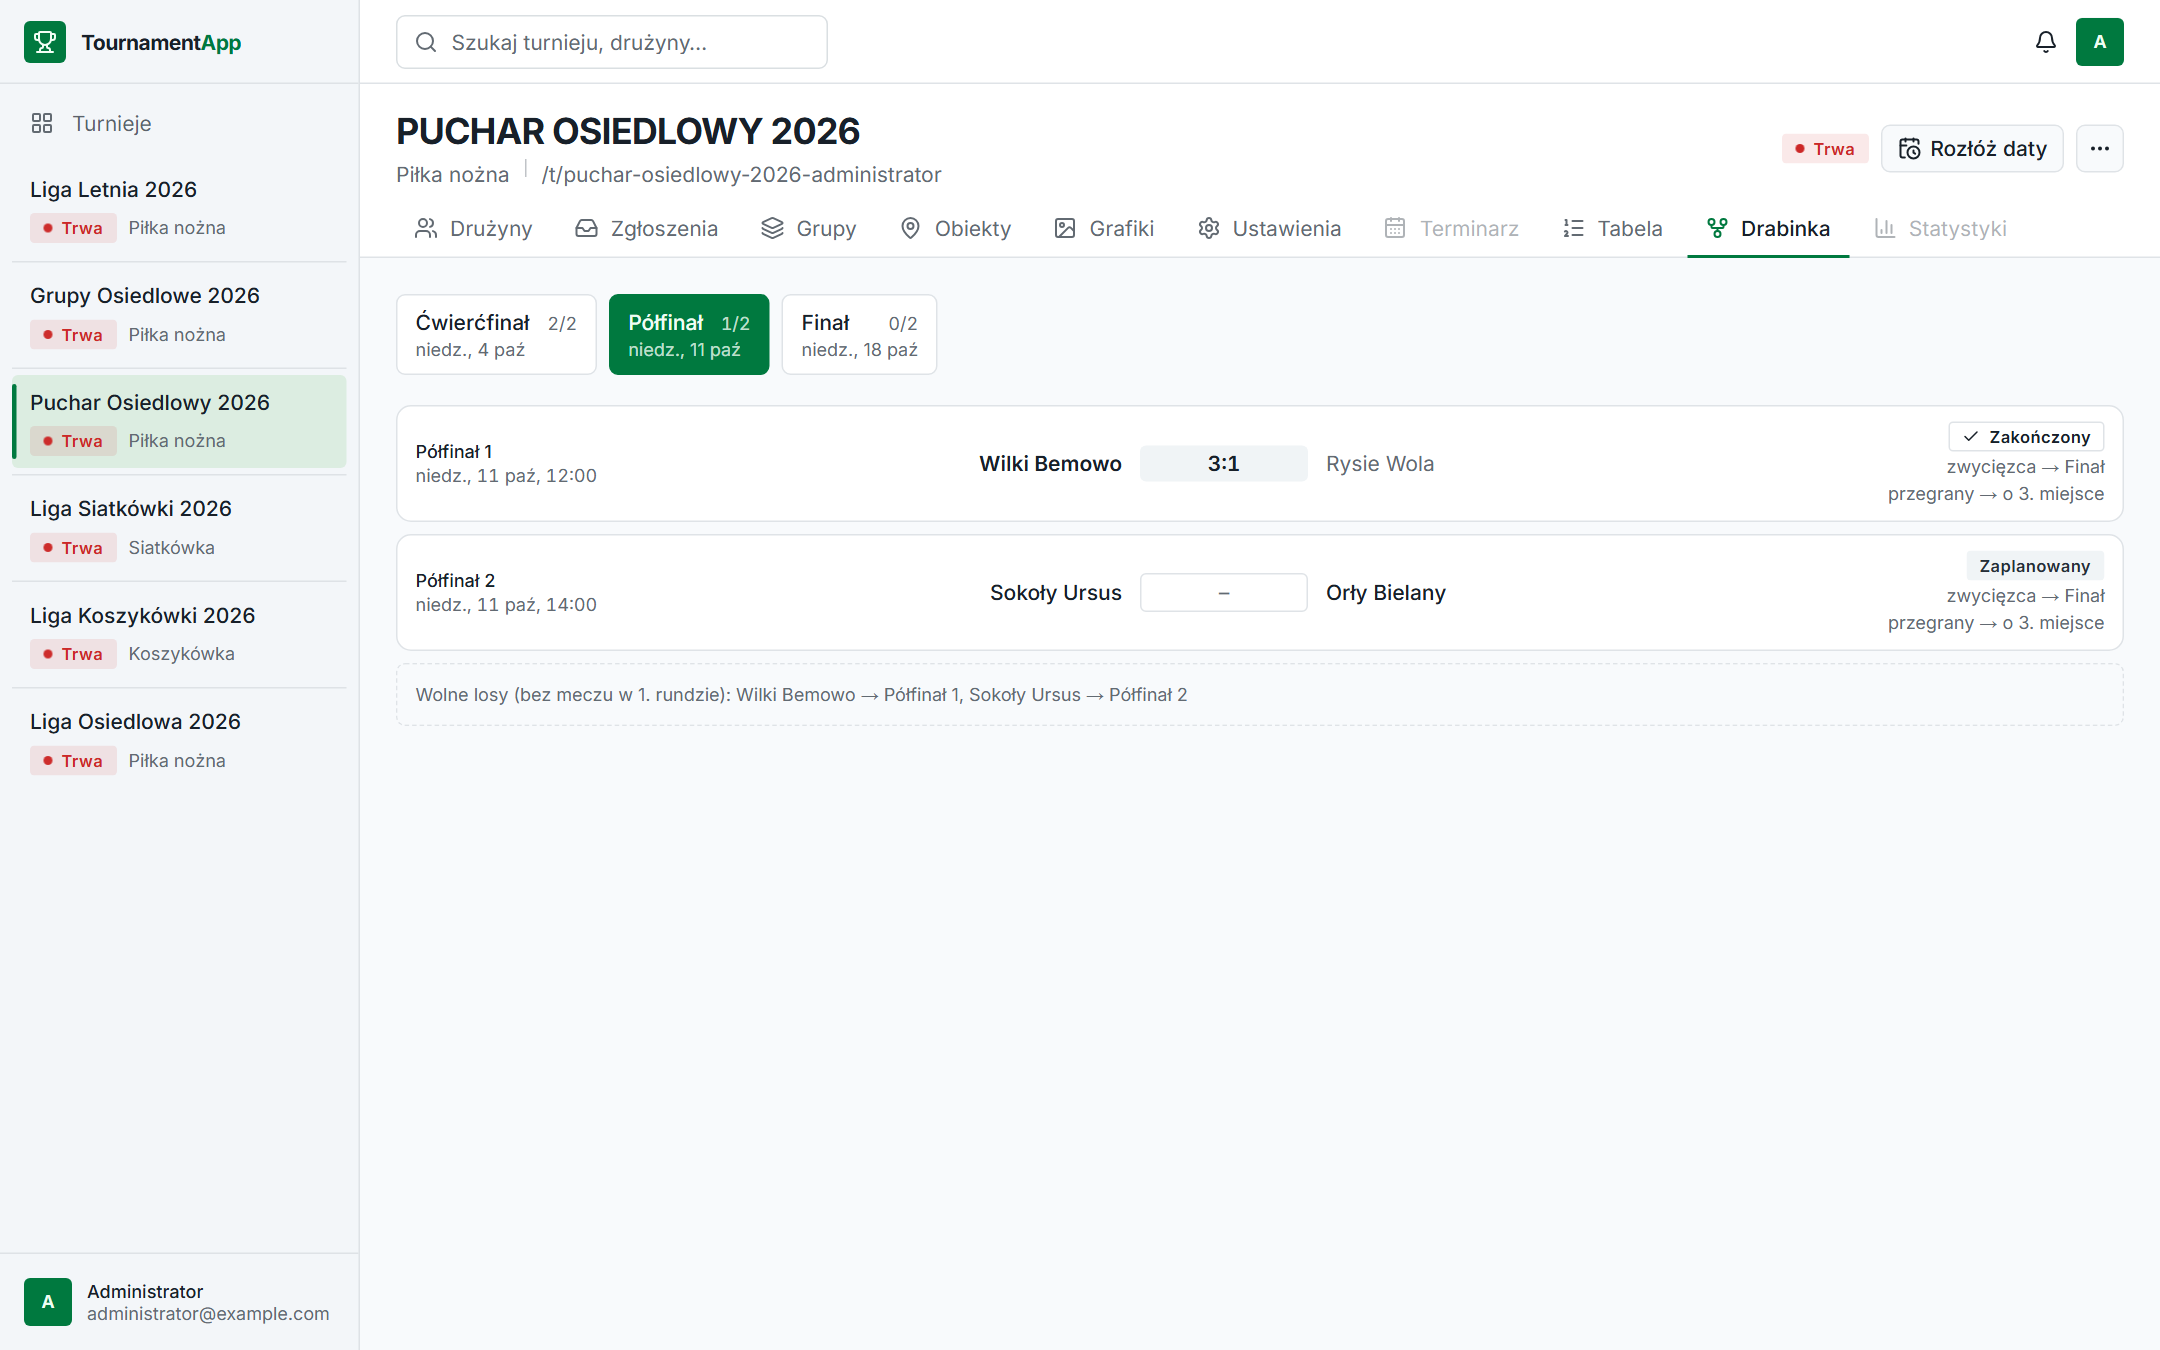 TournamentApp
Szukaj turnieju, drużyny...
A
Turnieje
Liga Letnia 2026
Trwa Piłka nożna
Grupy Osiedlowe 2026
Trwa Piłka nożna
Puchar Osiedlowy 2026
Trwa Piłka nożna
Liga Siatkówki 2026
Trwa Siatkówka
Liga Koszykówki 2026
Trwa Koszykówka
Liga Osiedlowa 2026
Trwa Piłka nożna
A
Administrator
administrator@example.com
PUCHAR OSIEDLOWY 2026
Piłka nożna /t/puchar-osiedlowy-2026-administrator
Trwa Rozłóż daty
Drużyny Zgłoszenia Grupy Obiekty Grafiki Ustawienia Terminarz Tabela Drabinka Statystyki
Ćwierćfinał 2/2
niedz., 4 paź
Półfinał 1/2
niedz., 11 paź
Finał 0/2
niedz., 18 paź
Półfinał 1
niedz., 11 paź, 12:00
Wilki Bemowo 3:1 Rysie Wola
Zakończony
zwycięzca → Finał
przegrany → o 3. miejsce
Półfinał 2
niedz., 11 paź, 14:00
Sokoły Ursus – Orły Bielany
Zaplanowany
zwycięzca → Finał
przegrany → o 3. miejsce
Wolne losy (bez meczu w 1. rundzie): Wilki Bemowo → Półfinał 1, Sokoły Ursus → Półfinał 2